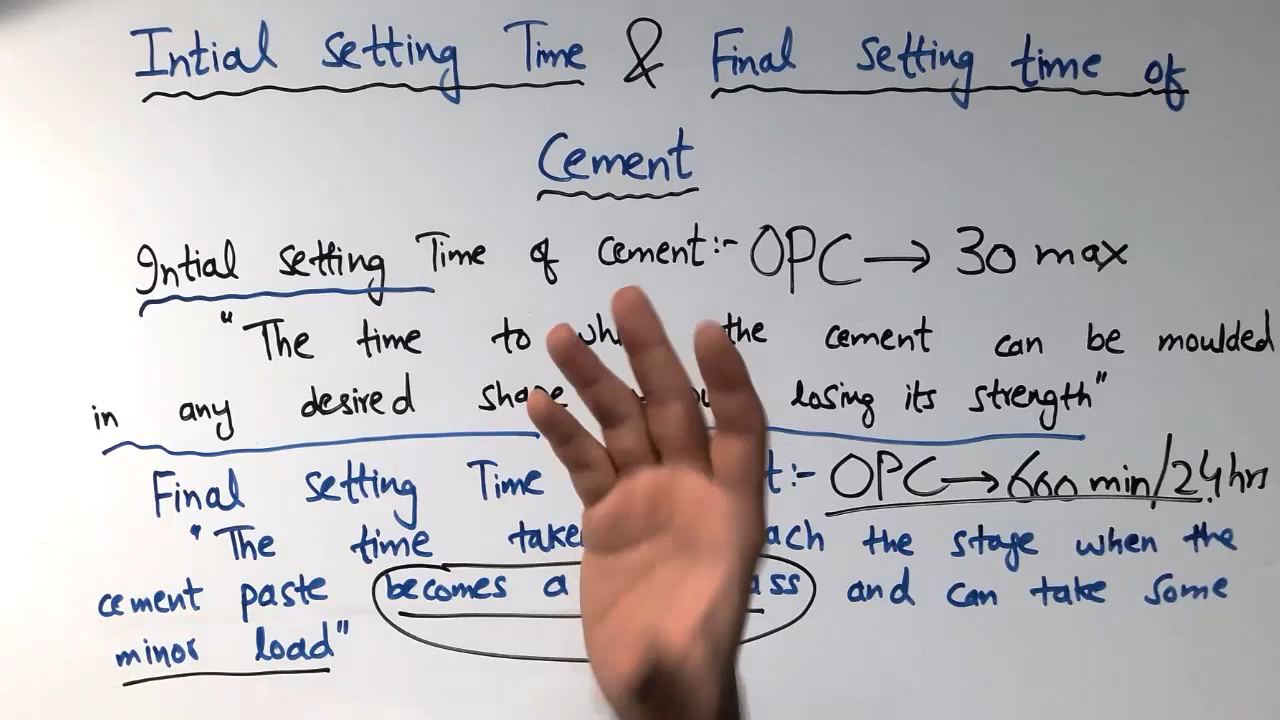 Intial setting Time & Final setting time of
Cement
Intial setting Time of cement:- OPC → 30 max
"The time to the cement can be moulded
in any desired losing its strength"
Final setting Time :- OPC → 600 min/24 hrs
"The time the stage when the
cement paste becomes a and can take some
minor load"